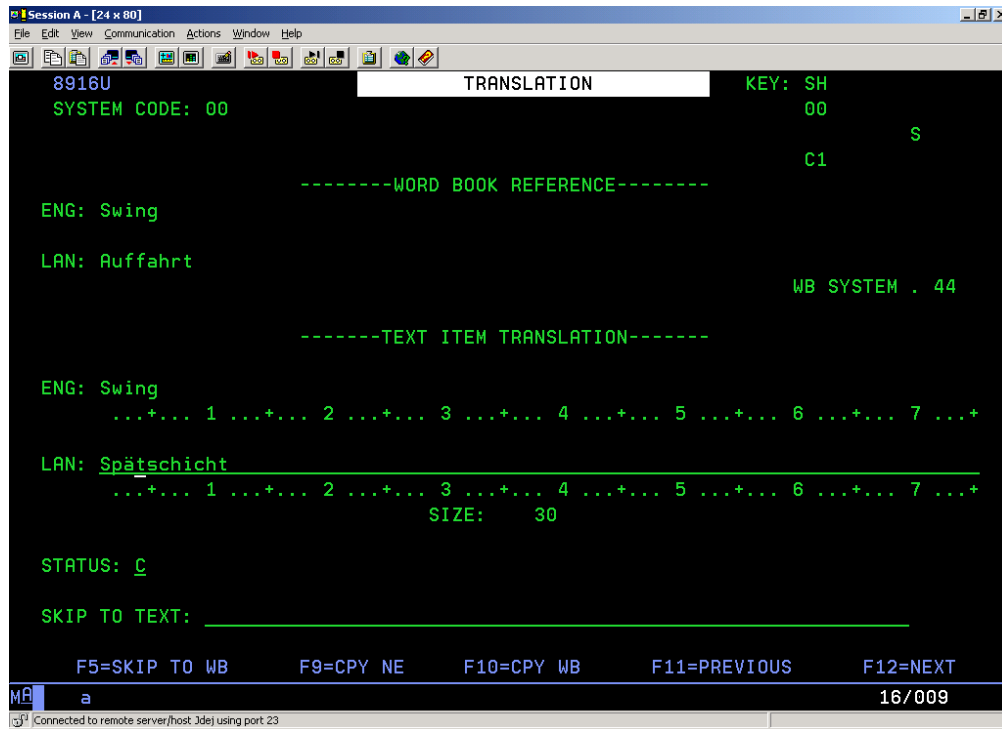 Session A - [24 x 80]
File Edit View Communication Actions Window Help
8916U TRANSLATION KEY: SH
SYSTEM CODE: 00 00
S
C1
--------WORD BOOK REFERENCE--------
ENG: Swing
LAN: Auffahrt
WB SYSTEM . 44
-------TEXT ITEM TRANSLATION-------
ENG: Swing
...+... 1 ...+... 2 ...+... 3 ...+... 4 ...+... 5 ...+... 6 ...+... 7 ...+
LAN: Spätschicht
...+... 1 ...+... 2 ...+... 3 ...+... 4 ...+... 5 ...+... 6 ...+... 7 ...+
SIZE: 30
STATUS: C
SKIP TO TEXT:
F5=SKIP TO WB F9=CPY NE F10=CPY WB F11=PREVIOUS F12=NEXT
MA a 16/009
Connected to remote server/host Jdej using port 23